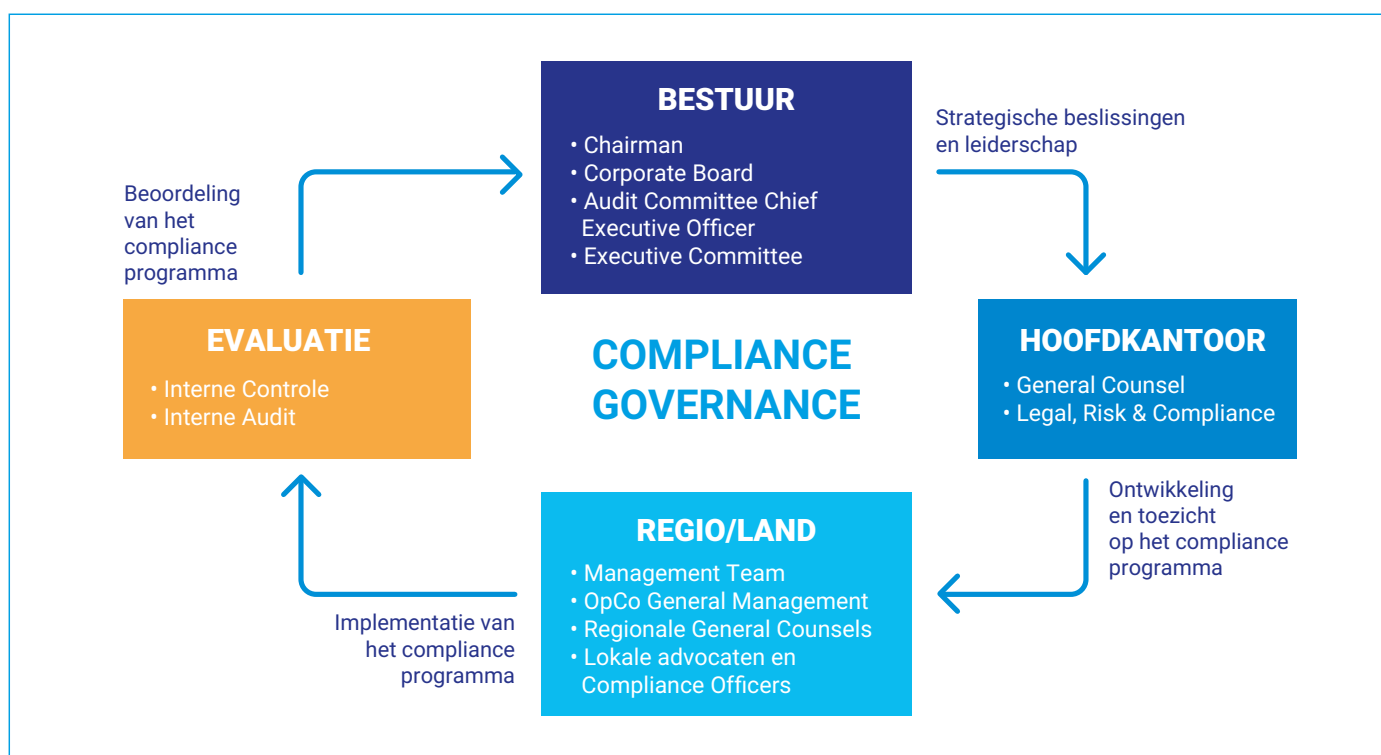 BESTUUR
• Chairman
• Corporate Board
• Audit Committee Chief
Executive Officer
• Executive Committee
Strategische beslissingen
en leiderschap
Beoordeling
van het
compliance
programma
EVALUATIE
• Interne Controle
• Interne Audit
COMPLIANCE
GOVERNANCE
HOOFDKANTOOR
• General Counsel
• Legal, Risk & Compliance
Ontwikkeling
en toezicht
op het compliance
programma
REGIO/LAND
• Management Team
• OpCo General Management
• Regionale General Counsels
• Lokale advocaten en
Compliance Officers
Implementatie van
het compliance
programma